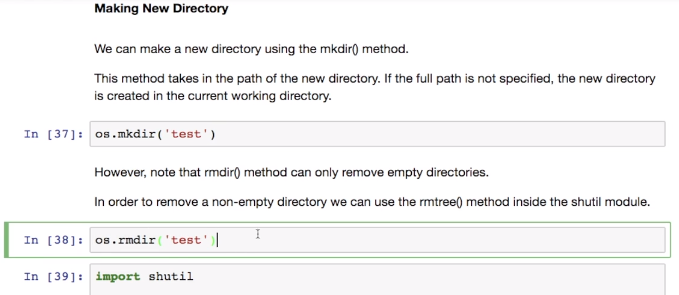 Making New Directory
We can make a new directory using the mkdir() method.
This method takes in the path of the new directory. If the full path is not specified, the new directory
is created in the current working directory.
In [37]: os.mkdir('test')
However, note that rmdir() method can only remove empty directories.
In order to remove a non-empty directory we can use the rmtree() method inside the shutil module.
In [38]: os.rmdir('test')
In [39]: import shutil